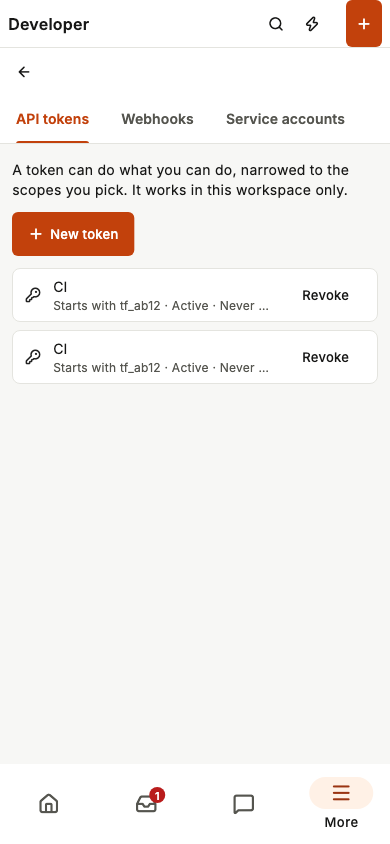 Developer
API tokens
Webhooks
Service accounts
A token can do what you can do, narrowed to the
scopes you pick. It works in this workspace only.
New token
CI
Starts with tf_ab12 · Active · Never ...
Revoke
CI
Starts with tf_ab12 · Active · Never ...
Revoke
1
More